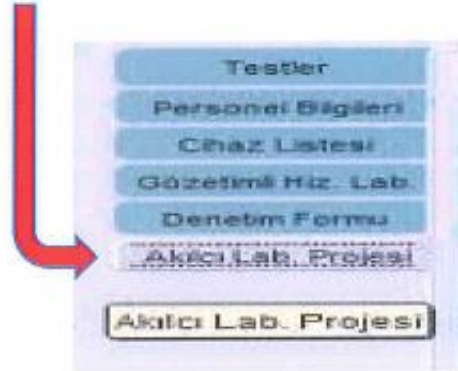 Testler
Personel Bilgileri
Cihaz Listesi
Gözetimli Hiz. Lab.
Denetim Formu
Akılcı Lab. Projesi
Akılcı Lab. Projesi